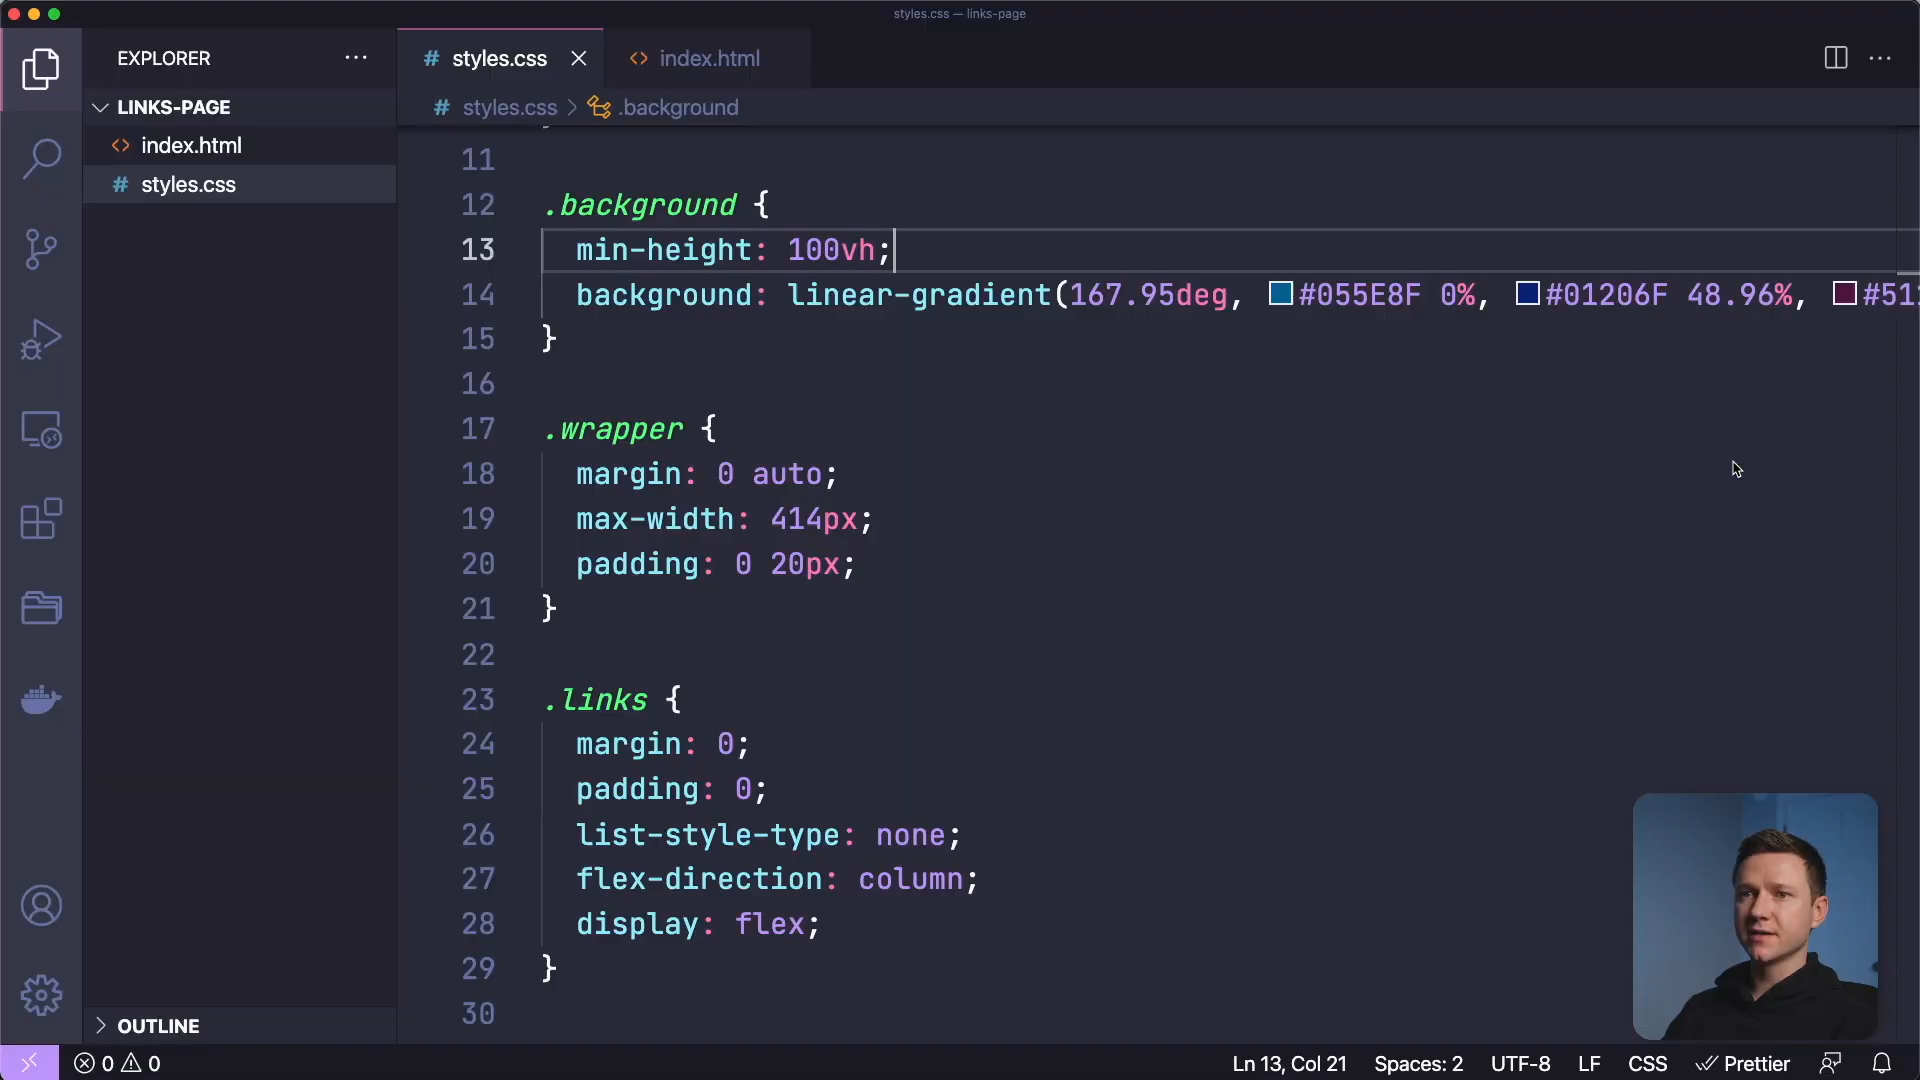 styles.css — links-page
EXPLORER
LINKS-PAGE
index.html
# styles.css
OUTLINE
# styles.css
<> index.html
# styles.css > .background
11
12 .background {
13 min-height: 100vh;
14 background: linear-gradient(167.95deg, #055E8F 0%, #01206F 48.96%, #51
15 }
16
17 .wrapper {
18 margin: 0 auto;
19 max-width: 414px;
20 padding: 0 20px;
21 }
22
23 .links {
24 margin: 0;
25 padding: 0;
26 list-style-type: none;
27 flex-direction: column;
28 display: flex;
29 }
30
0 0
Ln 13, Col 21 Spaces: 2 UTF-8 LF CSS Prettier